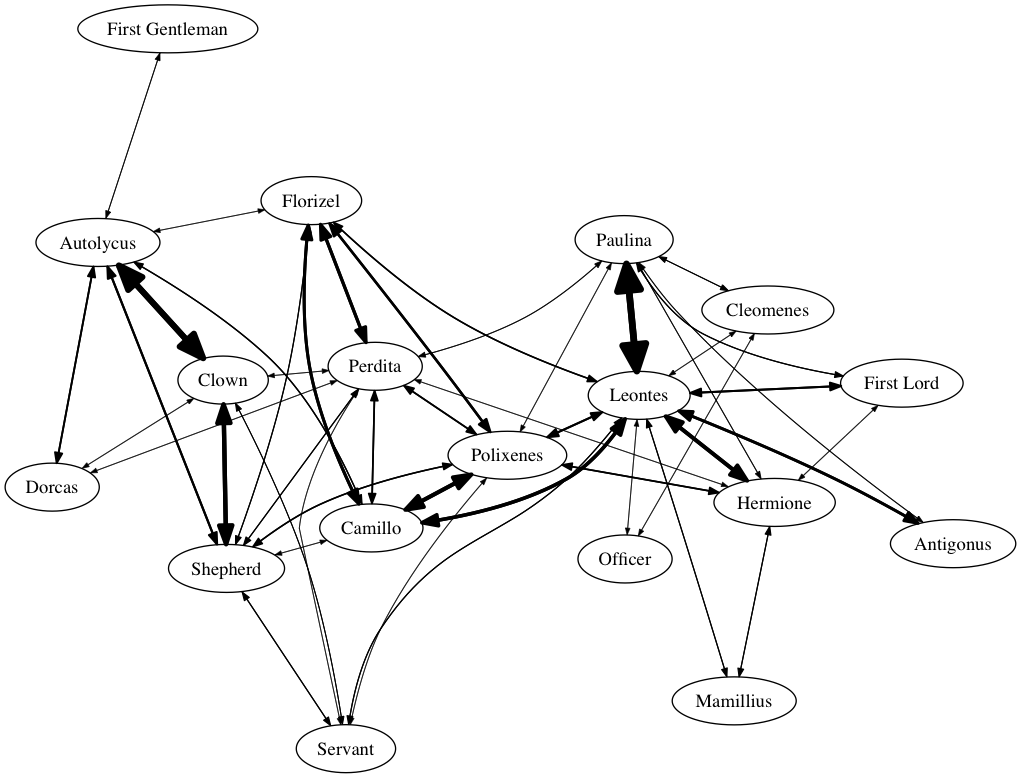 First Gentleman
Florizel
Autolycus
Paulina
Cleomenes
Perdita
Clown
First Lord
Leontes
Polixenes
Dorcas
Hermione
Camillo
Antigonus
Officer
Shepherd
Mamillius
Servant